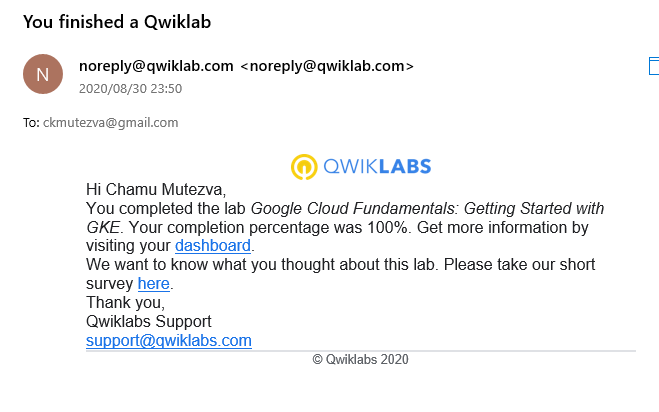 You finished a Qwiklab
N
noreply@qwiklab.com <noreply@qwiklab.com>
2020/08/30 23:50
To: ckmutezva@gmail.com
QWIKLABS
Hi Chamu Mutezva,
You completed the lab Google Cloud Fundamentals: Getting Started with
GKE. Your completion percentage was 100%. Get more information by
visiting your dashboard.
We want to know what you thought about this lab. Please take our short
survey here.
Thank you,
Qwiklabs Support
support@qwiklabs.com
© Qwiklabs 2020